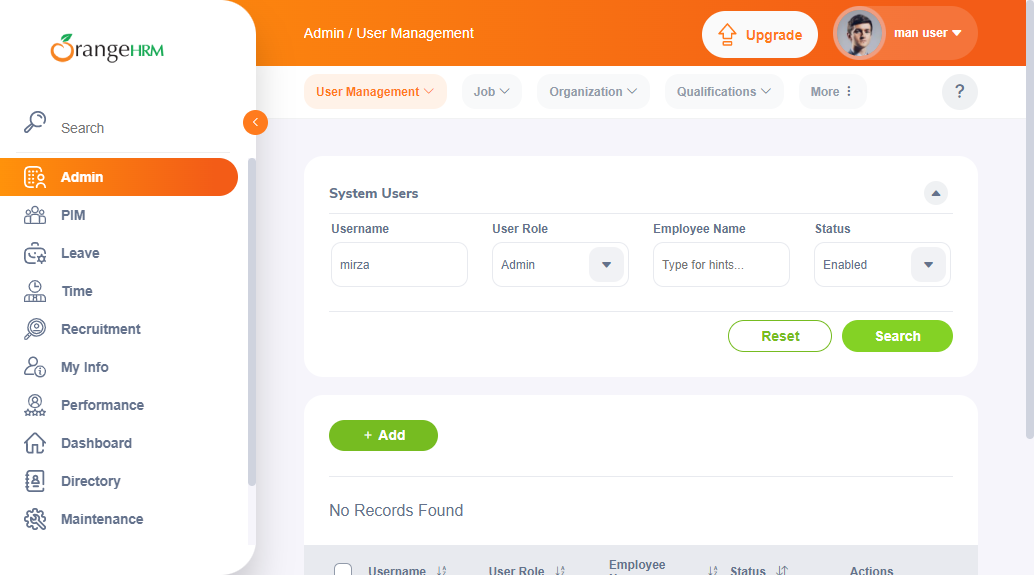 OrangeHRM
Admin / User Management
Upgrade
man user
User Management
Job
Organization
Qualifications
More
?
Search
Admin
PIM
Leave
Time
Recruitment
My Info
Performance
Dashboard
Directory
Maintenance
System Users
Username
User Role
Employee Name
Status
mirza
Admin
Type for hints...
Enabled
Reset
Search
+ Add
No Records Found
Username
User Role
Employee
Status
Actions